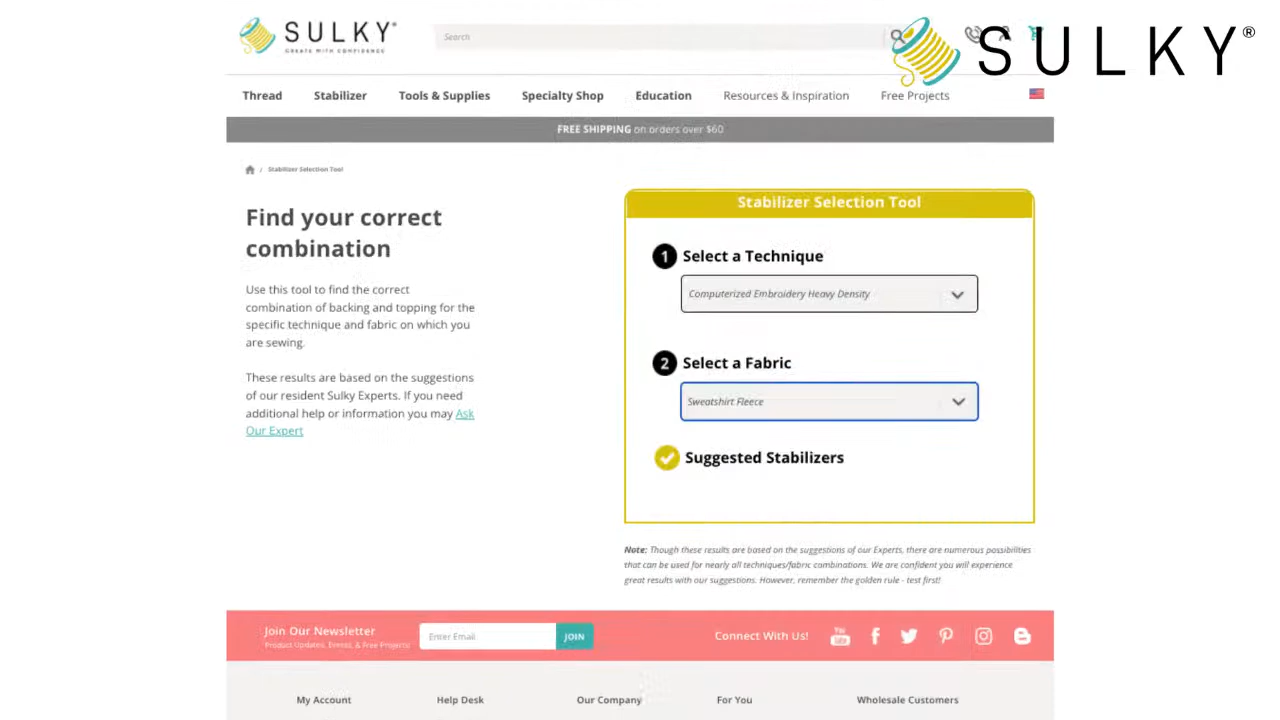 SULKY®
CREATE WITH CONFIDENCE
Search
SULKY®
Thread Stabilizer Tools & Supplies Specialty Shop Education Resources & Inspiration Free Projects
FREE SHIPPING on orders over $60
/ Stabilizer Selection Tool
Find your correct
combination
Use this tool to find the correct
combination of backing and topping for the
specific technique and fabric on which you
are sewing.
These results are based on the suggestions
of our resident Sulky Experts. If you need
additional help or information you may Ask
Our Expert
Stabilizer Selection Tool
1 Select a Technique
Computerized Embroidery Heavy Density
2 Select a Fabric
Sweatshirt Fleece
Suggested Stabilizers
Note: Though these results are based on the suggestions of our Experts, there are numerous possibilities
that can be used for nearly all techniques/fabric combinations. We are confident you will experience
great results with our suggestions. However, remember the golden rule - test first!
Join Our Newsletter
Product Updates, Events, & Free Projects
Enter Email
JOIN
Connect With Us!
You Tube
My Account Help Desk Our Company For You Wholesale Customers